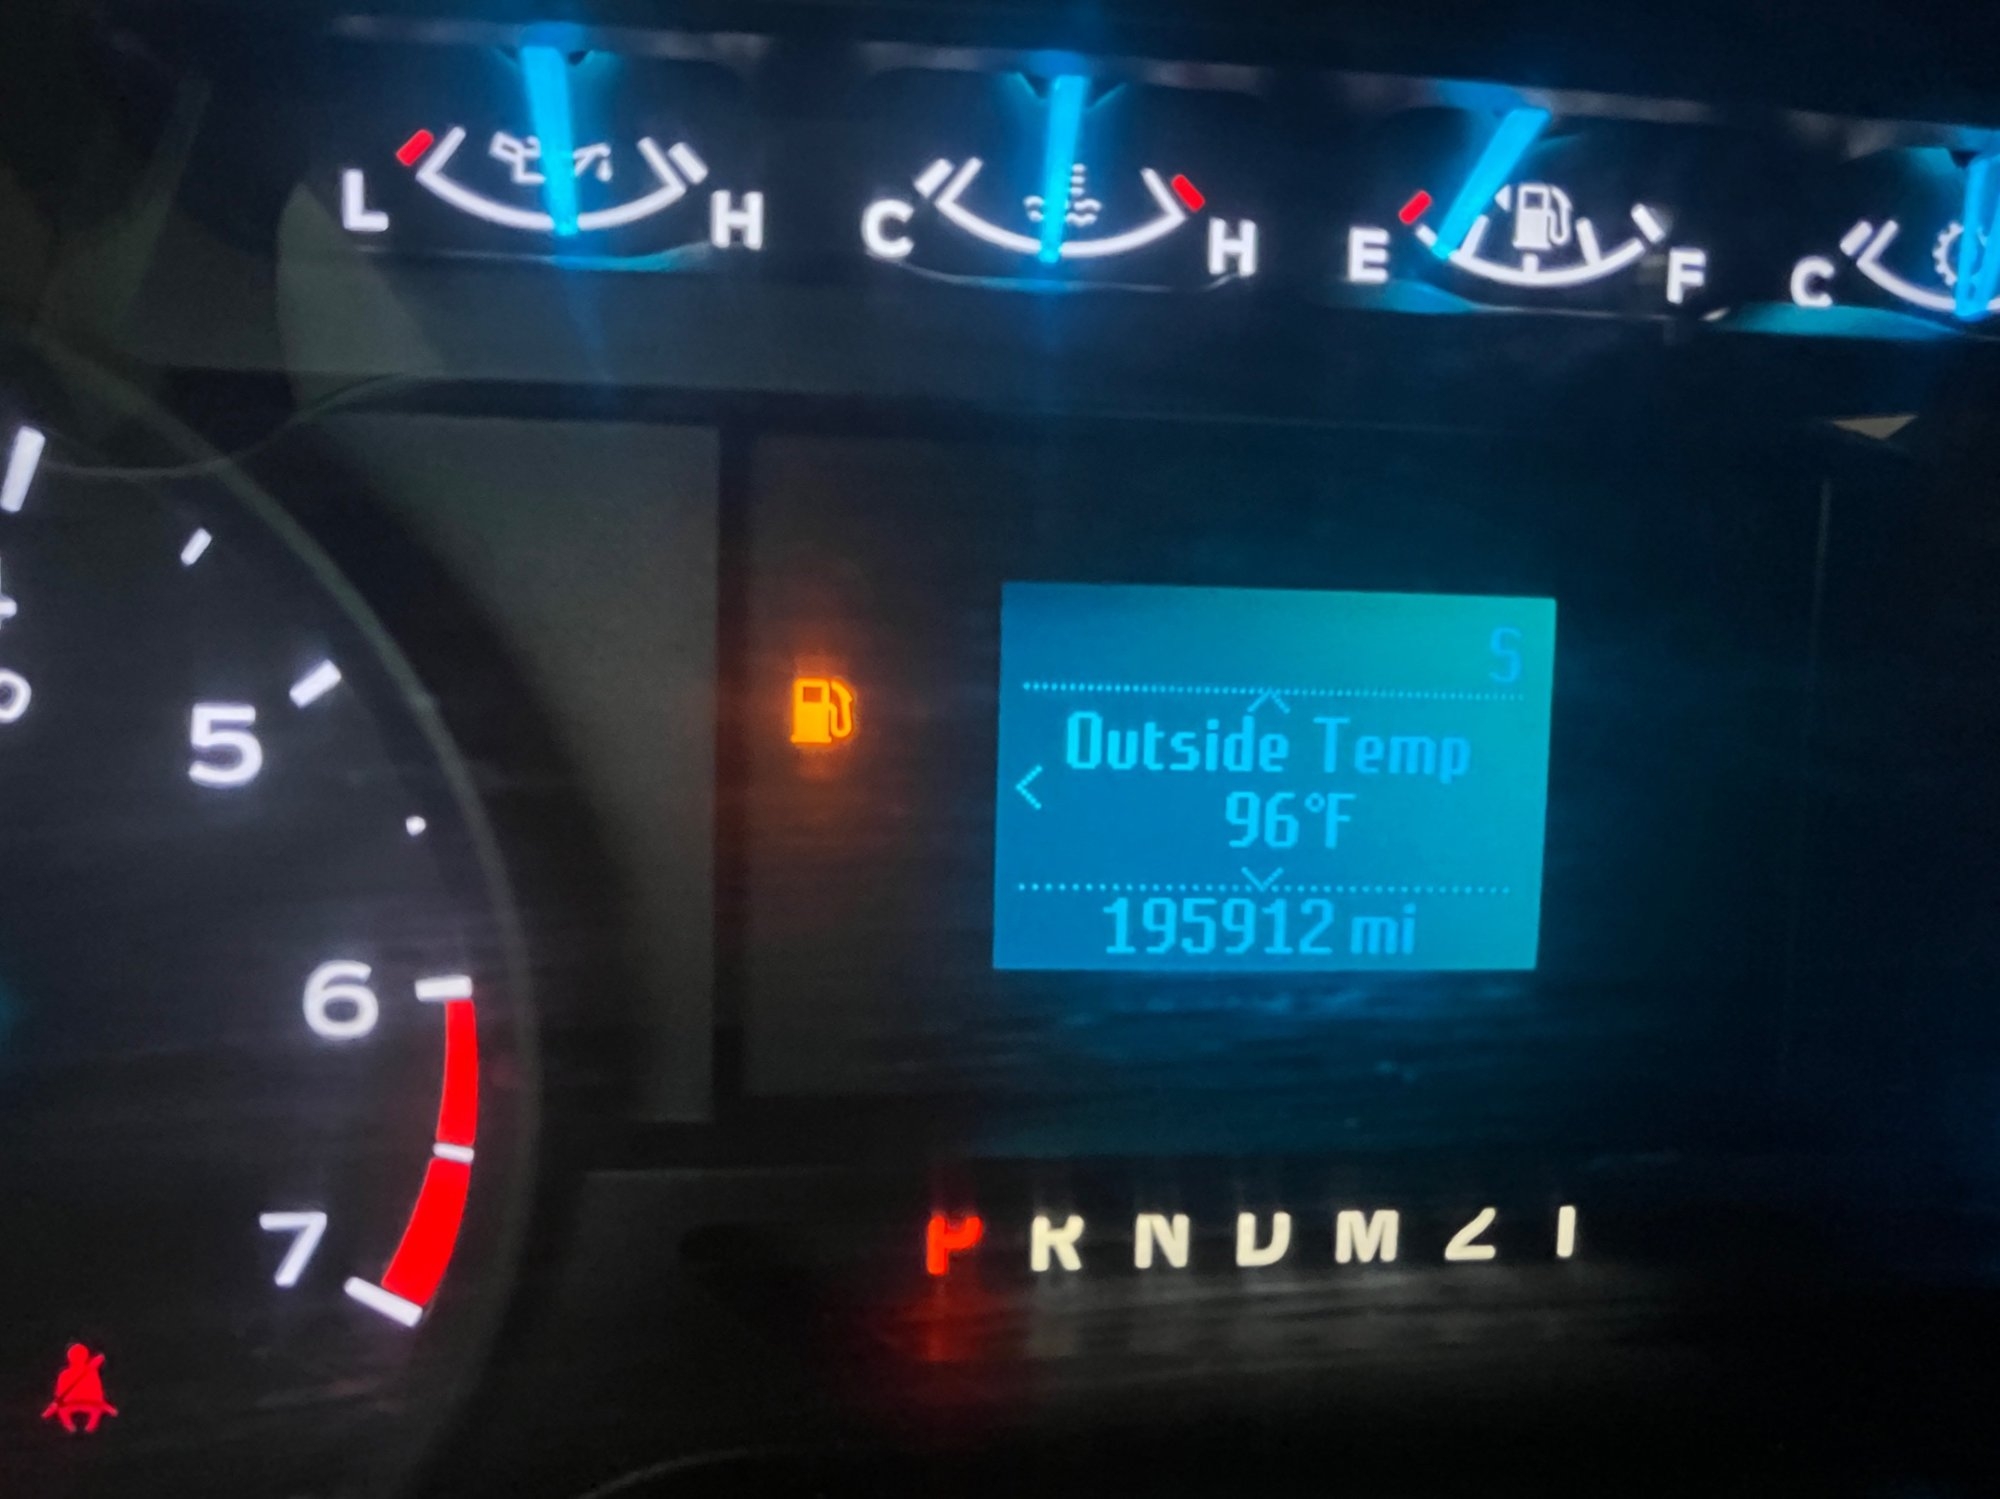 L H C H E F C
S
Outside Temp
96°F
195912 mi
5
6
7
P R N D M 2 1